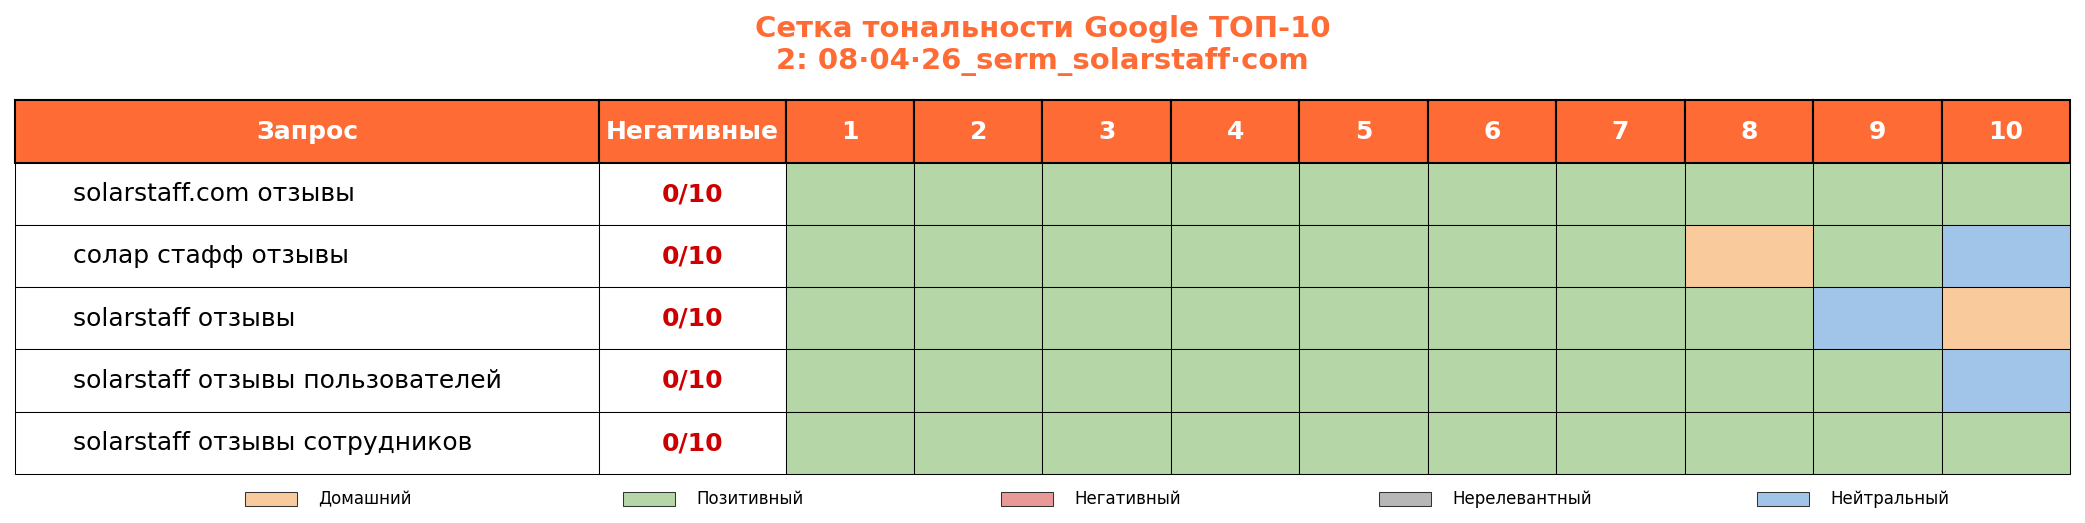 Сетка тональности Google ТОП-10
2: 08·04·26_serm_solarstaff·com
Запрос Негативные 1 2 3 4 5 6 7 8 9 10
solarstaff.com отзывы 0/10
солар стафф отзывы 0/10
solarstaff отзывы 0/10
solarstaff отзывы пользователей 0/10
solarstaff отзывы сотрудников 0/10
Домашний Позитивный Негативный Нерелевантный Нейтральный